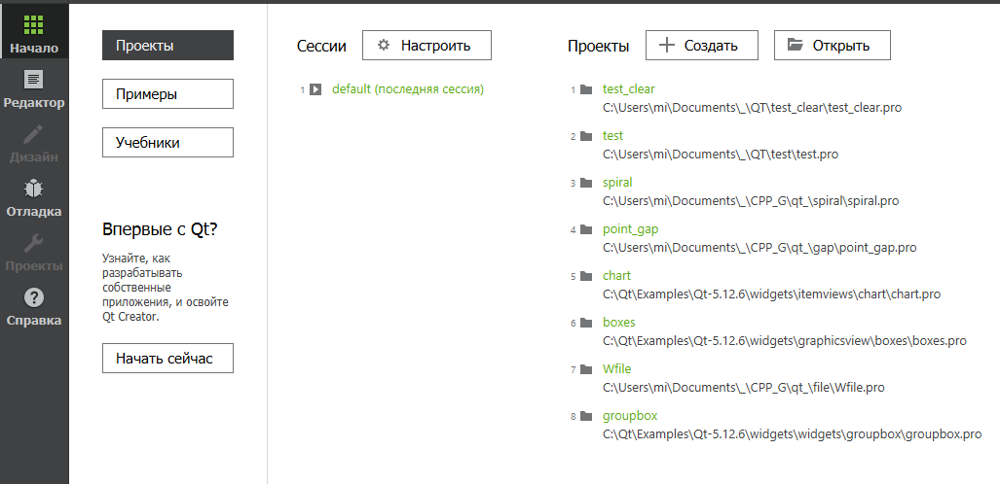 Начало
Редактор
Дизайн
Отладка
Проекты
Справка
Проекты
Примеры
Учебники
Впервые с Qt?
Узнайте, как
разрабатывать
собственные
приложения, и освойте
Qt Creator.
Начать сейчас
Сессии Настроить
1 default (последняя сессия)
Проекты Создать Открыть
1 test_clear
C:\Users\mi\Documents\_\QT\test_clear\test_clear.pro
2 test
C:\Users\mi\Documents\_\QT\test\test.pro
3 spiral
C:\Users\mi\Documents\_\CPP_G\qt_\spiral\spiral.pro
4 point_gap
C:\Users\mi\Documents\_\CPP_G\qt_\gap\point_gap.pro
5 chart
C:\Qt\Examples\Qt-5.12.6\widgets\itemviews\chart\chart.pro
6 boxes
C:\Qt\Examples\Qt-5.12.6\widgets\graphicsview\boxes\boxes.pro
7 Wfile
C:\Users\mi\Documents\_\CPP_G\qt_\file\Wfile.pro
8 groupbox
C:\Qt\Examples\Qt-5.12.6\widgets\widgets\groupbox\groupbox.pro